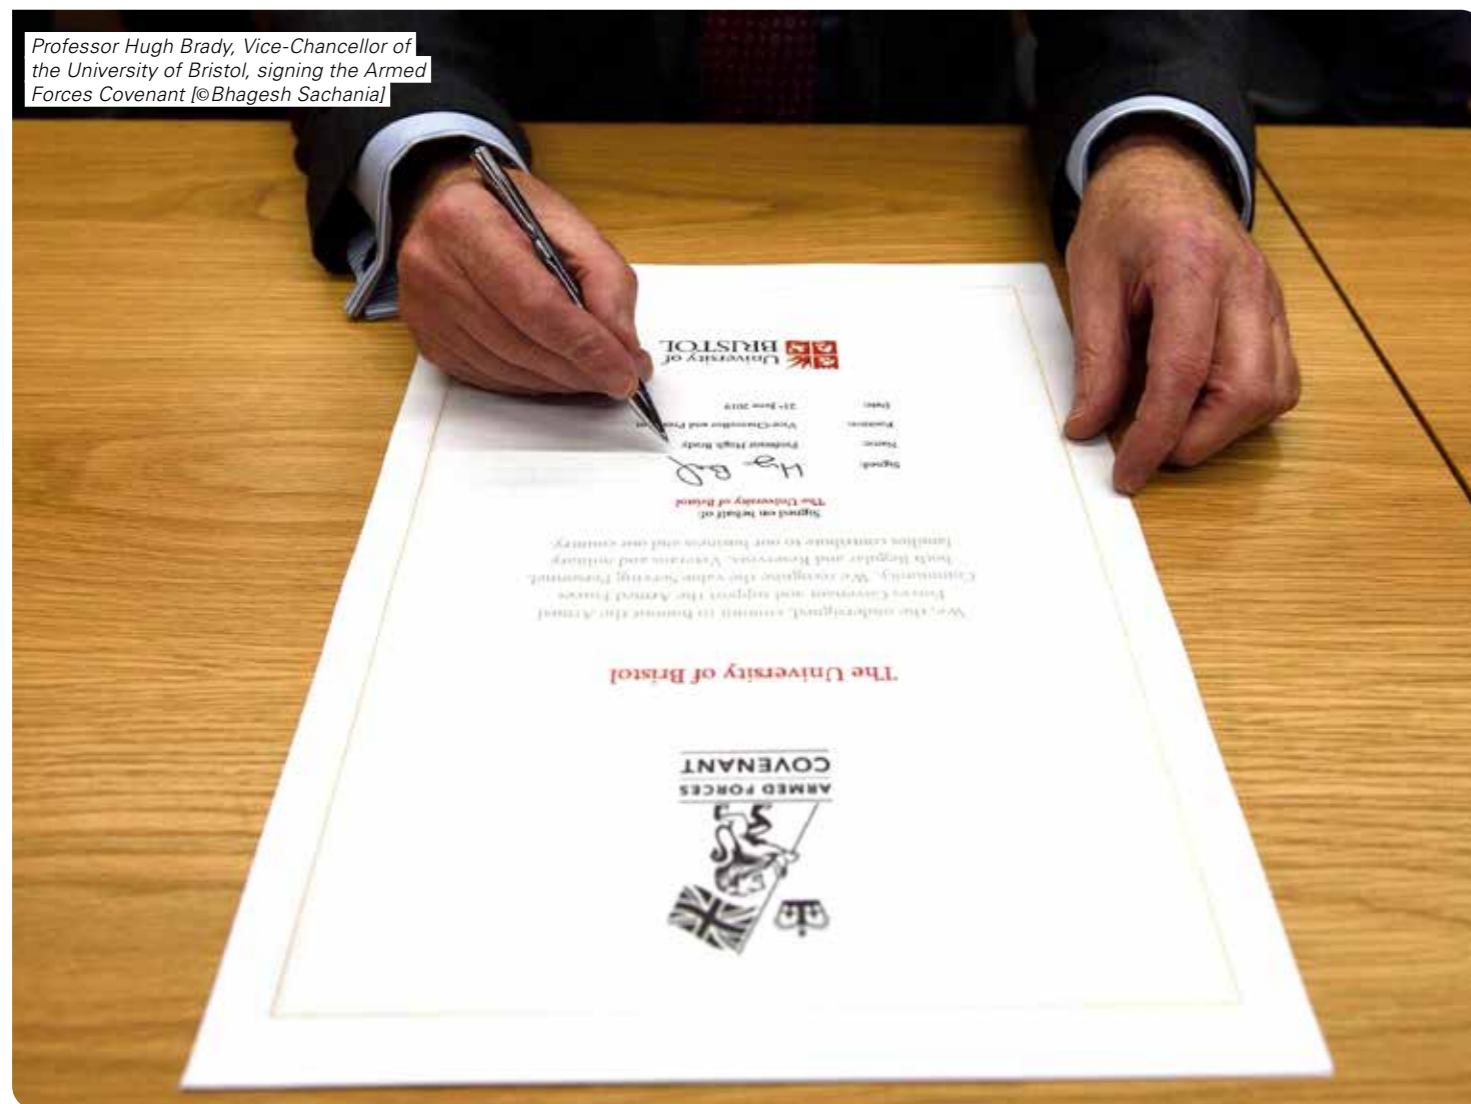 Professor Hugh Brady, Vice-Chancellor of
the University of Bristol, signing the Armed
Forces Covenant [©Bhagesh Sachania]
ARMED FORCES
COVENANT
The University of Bristol
We, the undersigned, commit to honour the Armed
Forces Covenant and support the Armed Forces
Community. We recognise the value Serving Personnel,
both Regular and Reservists, Veterans and military
families contribute to our business and our country.
Signed on behalf of:
The University of Bristol
Signed:
Name: Professor Hugh Brady
Position: Vice-Chancellor and President
Date: 21st June 2019
University of
BRISTOL